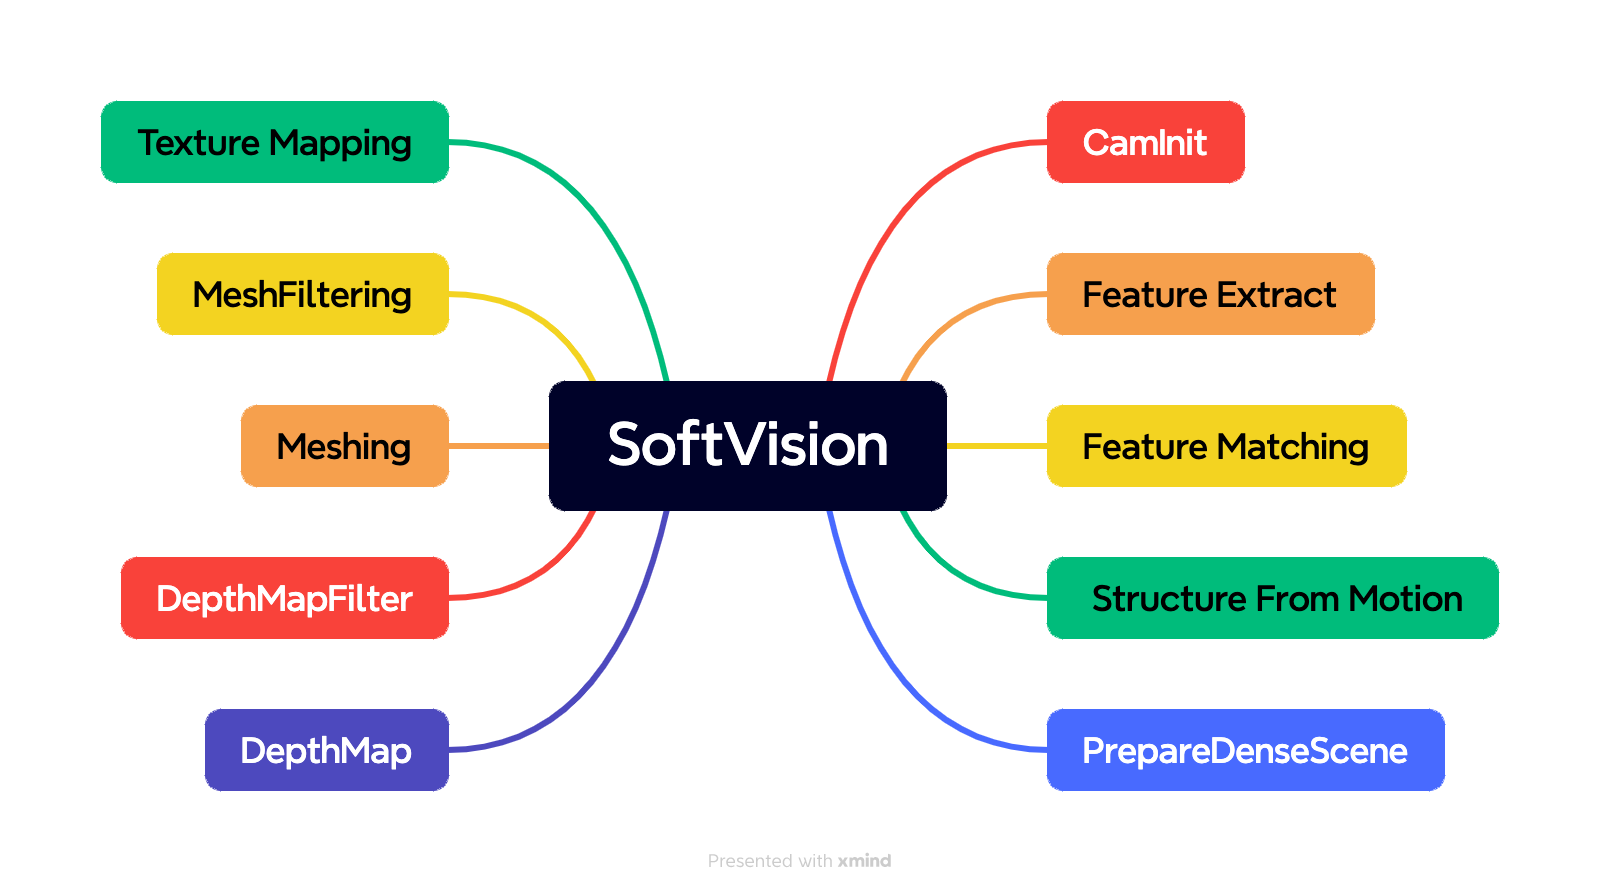 Texture Mapping
CamInit
MeshFiltering
Feature Extract
Meshing
SoftVision
Feature Matching
DepthMapFilter
Structure From Motion
DepthMap
PrepareDenseScene
Presented with xmind